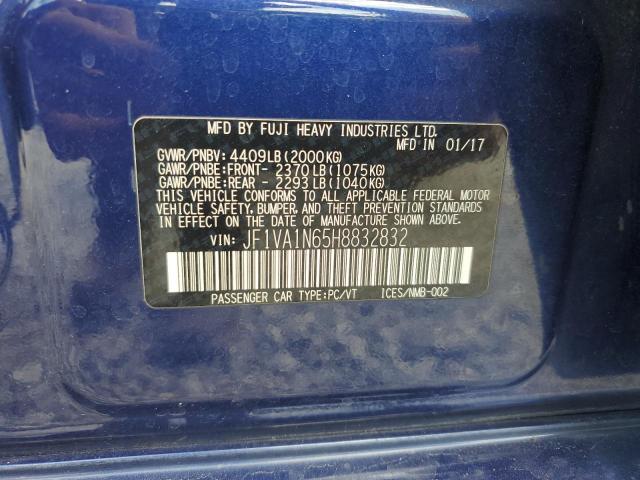 MFD BY FUJI HEAVY INDUSTRIES LTD.
MFD IN 01/17
GVWR/PNBV: 4409LB(2000KG)
GAWR/PNBE:FRONT- 2370LB(1075KG)
GAWR/PNBE:REAR - 2293LB(1040KG)
THIS VEHICLE CONFORMS TO ALL APPLICABLE FEDERAL MOTOR
VEHICLE SAFETY, BUMPER, AND THEFT PREVENTION STANDARDS
IN EFFECT ON THE DATE OF MANUFACTURE SHOWN ABOVE.
VIN: JF1VA1N65H8832832
PASSENGER CAR TYPE:PC/VT ICES/NMB-002